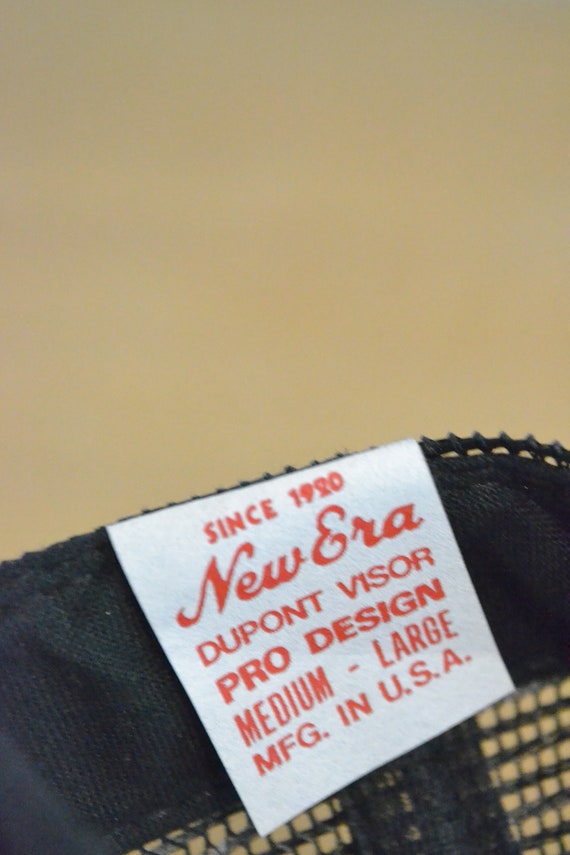 SINCE 1920
New Era
DUPONT VISOR
PRO DESIGN
MEDIUM - LARGE
MFG. IN U.S.A.